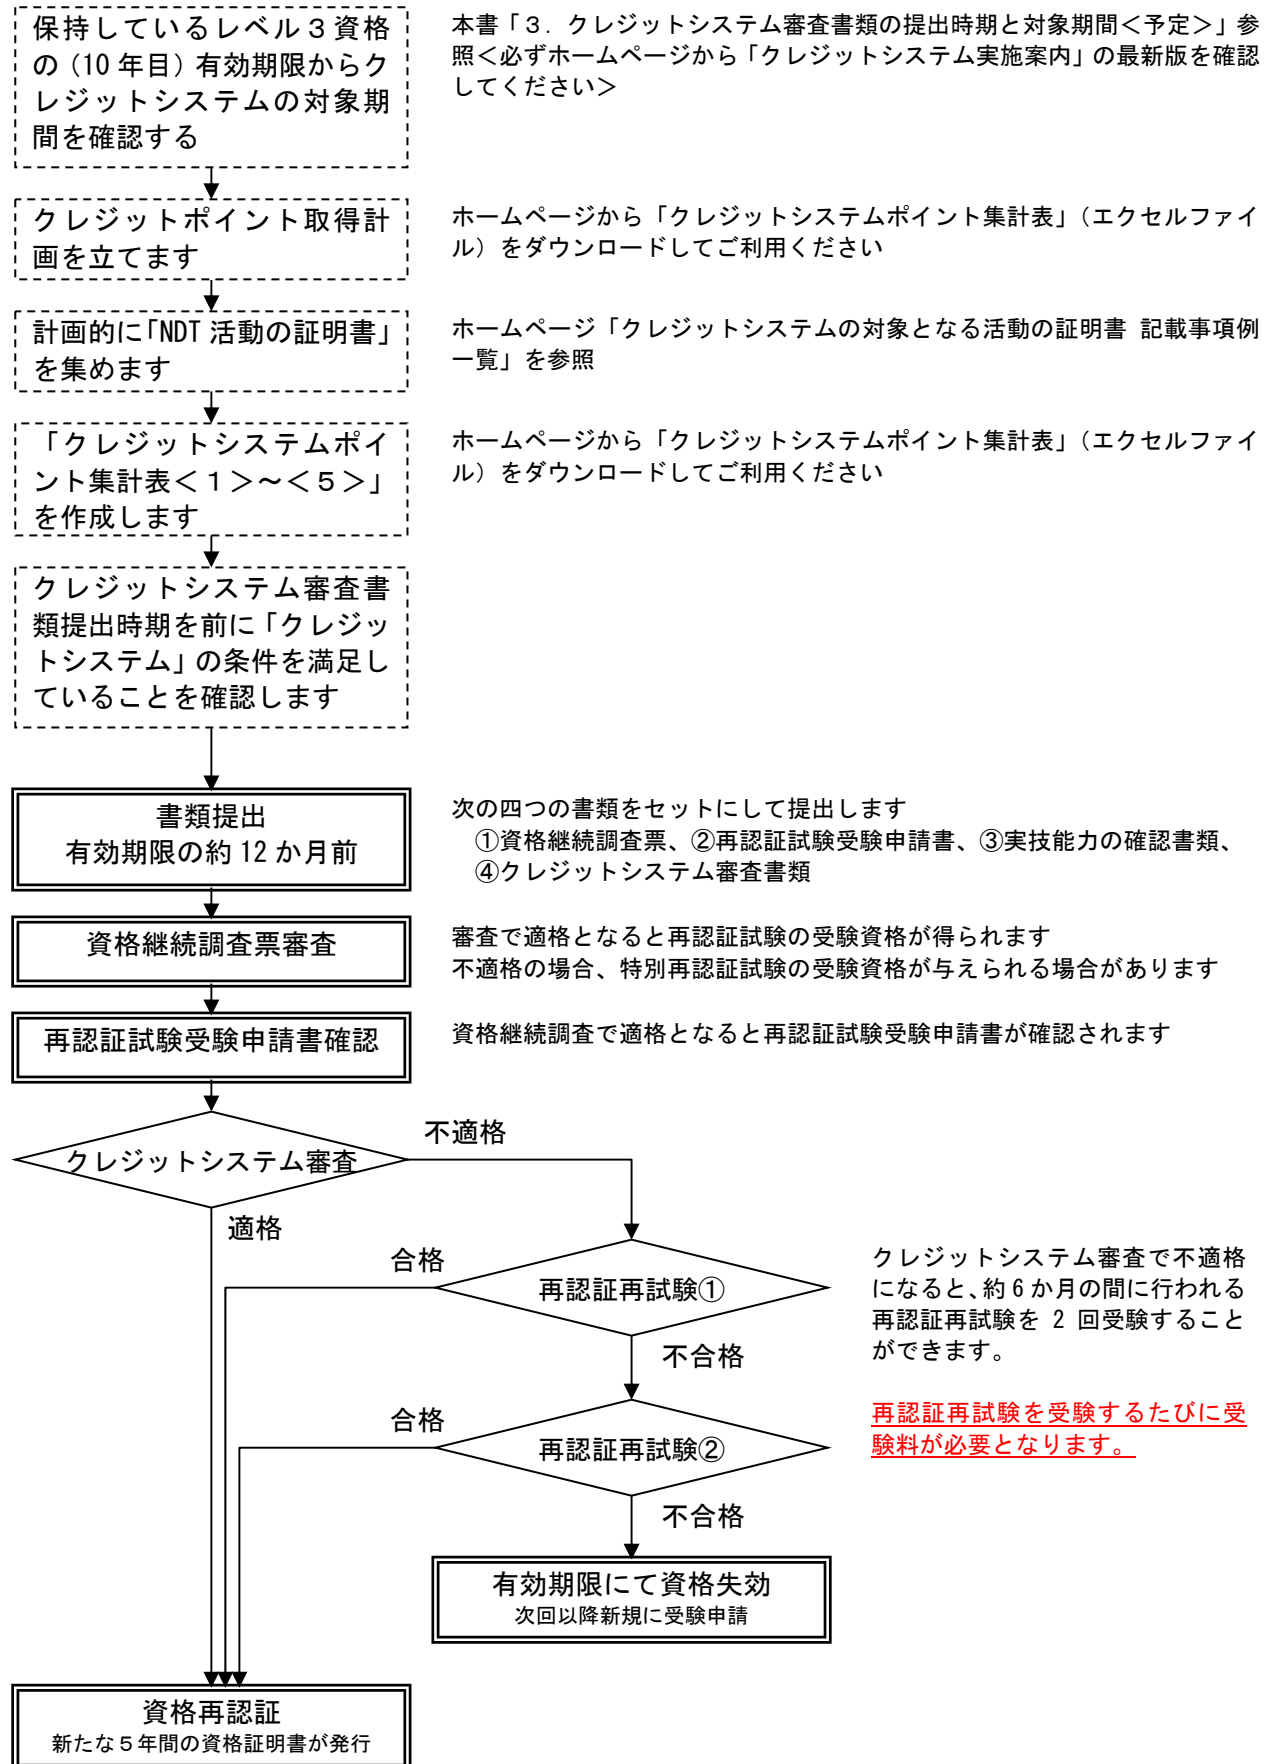 保持しているレベル３資格
の（10 年目）有効期限からク
レジットシステムの対象期
間を確認する
本書「３．クレジットシステム審査書類の提出時期と対象期間＜予定＞」参
照＜必ずホームページから「クレジットシステム実施案内」の最新版を確認
してください＞
クレジットポイント取得計
画を立てます
ホームページから「クレジットシステムポイント集計表」（エクセルファイ
ル）をダウンロードしてご利用ください
計画的に「NDT 活動の証明書」
を集めます
ホームページ「クレジットシステムの対象となる活動の証明書 記載事項例
一覧」を参照
「クレジットシステムポイ
ント集計表＜１＞～＜５＞」
を作成します
ホームページから「クレジットシステムポイント集計表」（エクセルファイ
ル）をダウンロードしてご利用ください
クレジットシステム審査書
類提出時期を前に「クレジッ
トシステム」の条件を満足し
ていることを確認します
書類提出
有効期限の約 12 か月前
次の四つの書類をセットにして提出します
①資格継続調査票、②再認証試験受験申請書、③実技能力の確認書類、
④クレジットシステム審査書類
資格継続調査票審査
審査で適格となると再認証試験の受験資格が得られます
不適格の場合、特別再認証試験の受験資格が与えられる場合があります
再認証試験受験申請書確認
資格継続調査で適格となると再認証試験受験申請書が確認されます
不適格
クレジットシステム審査
適格
合格
再認証再試験①
クレジットシステム審査で不適格
になると、約 6 か月の間に行われる
再認証再試験を 2 回受験すること
ができます。
不合格
合格
再認証再試験②
再認証再試験を受験するたびに受
験料が必要となります。
不合格
有効期限にて資格失効
次回以降新規に受験申請
資格再認証
新たな５年間の資格証明書が発行